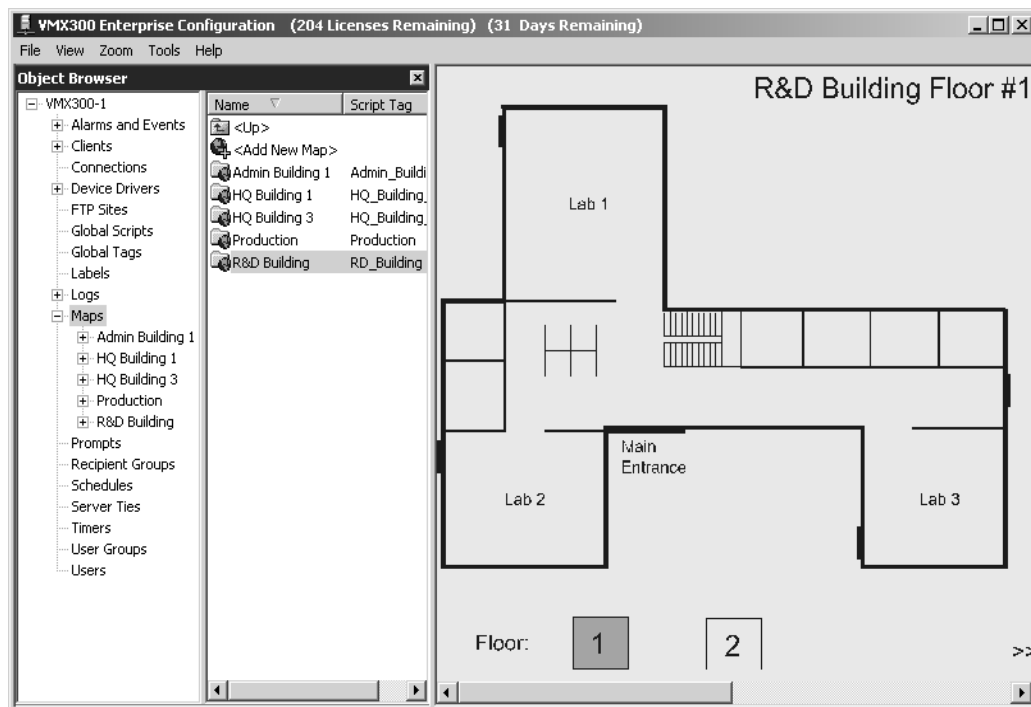 VMX300 Enterprise Configuration (204 Licenses Remaining) (31 Days Remaining)
File View Zoom Tools Help
Object Browser
VMX300-1
Alarms and Events
Clients
Connections
Device Drivers
FTP Sites
Global Scripts
Global Tags
Labels
Logs
Maps
Admin Building 1
HQ Building 1
HQ Building 3
Production
R&D Building
Prompts
Recipient Groups
Schedules
Server Ties
Timers
User Groups
Users
Name Script Tag
<Up>
<Add New Map>
Admin Building 1 Admin_Buildi
HQ Building 1 HQ_Building_
HQ Building 3 HQ_Building_
Production Production
R&D Building RD_Building
R&D Building Floor #1
Lab 1
Main
Entrance
Lab 2
Lab 3
Floor: 1 2 >>